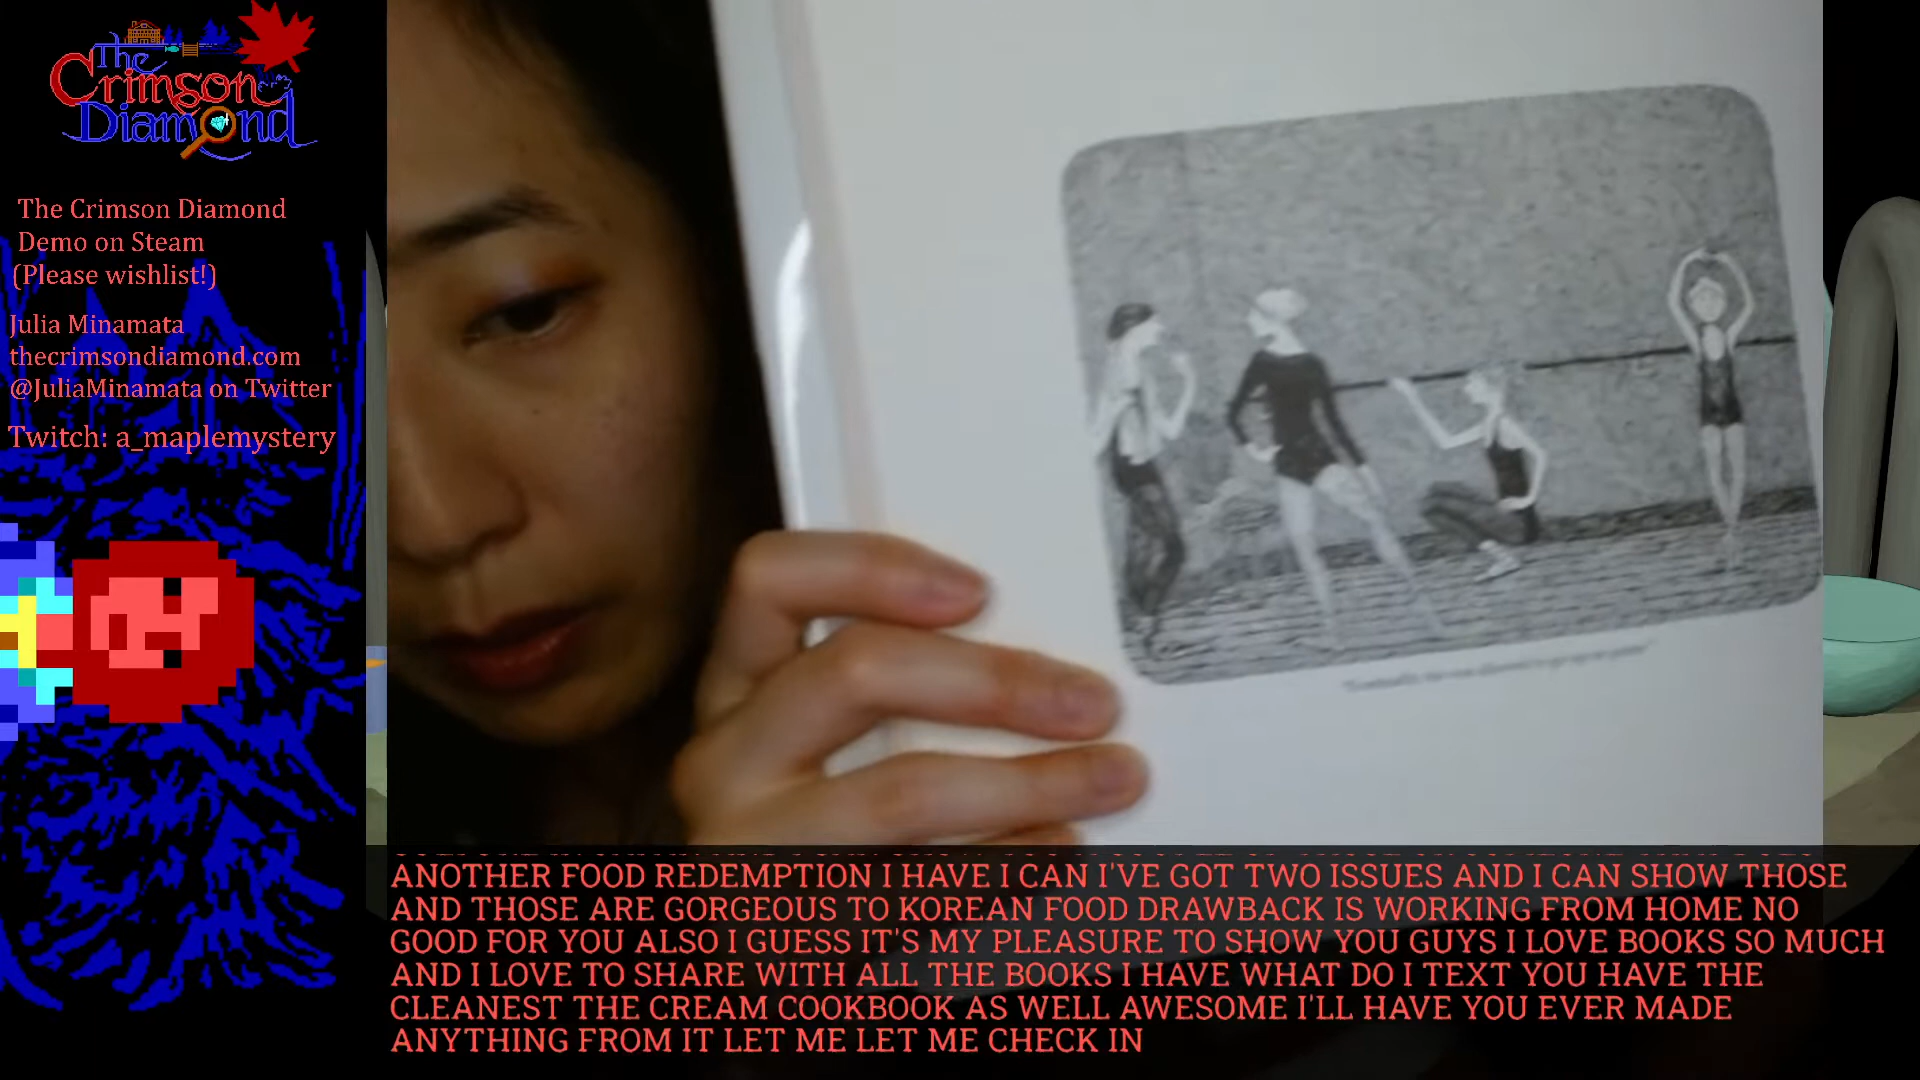 The
Crimson
Diamond
The Crimson Diamond
Demo on Steam
(Please wishlist!)
Julia Minamata
thecrimsondiamond.com
@JuliaMinamata on Twitter
Twitch: a_maplemystery
ANOTHER FOOD REDEMPTION I HAVE I CAN I'VE GOT TWO ISSUES AND I CAN SHOW THOSE
AND THOSE ARE GORGEOUS TO KOREAN FOOD DRAWBACK IS WORKING FROM HOME NO
GOOD FOR YOU ALSO I GUESS IT'S MY PLEASURE TO SHOW YOU GUYS I LOVE BOOKS SO MUCH
AND I LOVE TO SHARE WITH ALL THE BOOKS I HAVE WHAT DO I TEXT YOU HAVE THE
CLEANEST THE CREAM COOKBOOK AS WELL AWESOME I'LL HAVE YOU EVER MADE
ANYTHING FROM IT LET ME LET ME CHECK IN